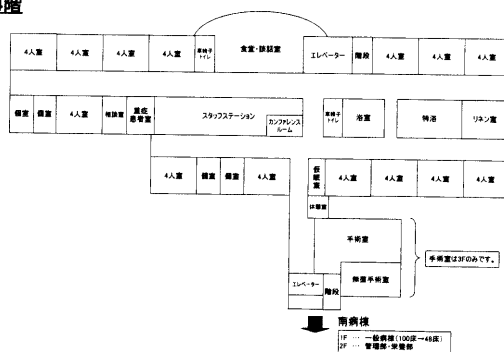 階
4人室 4人室 4人室 4人室 車椅子トイレ 食堂・談話室 エレベーター 階段 4人室 4人室 4人室
個室 個室 4人室 相談室 重症患者室 スタッフステーション カンファレンスルーム 車椅子トイレ 浴室 特浴 リネン室
4人室 個室 個室 4人室 仮眠室 4人室 4人室 4人室 4人室
休憩室
手術室
手術室は3Fのみです。
エレベーター 階段 無菌手術室
南病棟
1F … 一般病棟(100床→48床)
2F … 管理部・栄養部